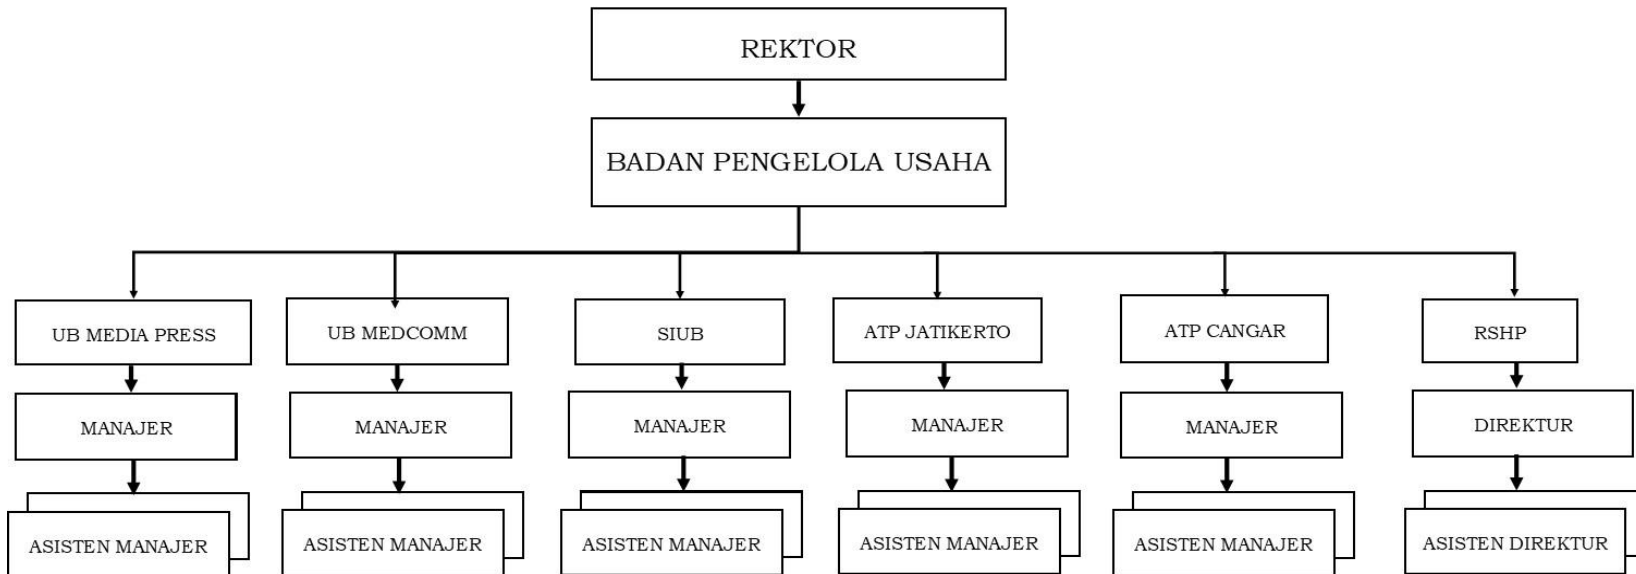 REKTOR
BADAN PENGELOLA USAHA
UB MEDIA PRESS
UB MEDCOMM
SIUB
ATP JATIKERTO
ATP CANGAR
RSHP
MANAJER
MANAJER
MANAJER
MANAJER
MANAJER
DIREKTUR
ASISTEN MANAJER
ASISTEN MANAJER
ASISTEN MANAJER
ASISTEN MANAJER
ASISTEN MANAJER
ASISTEN DIREKTUR